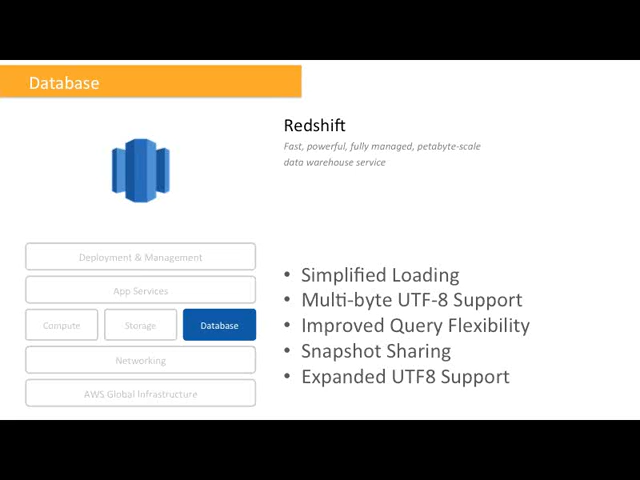 Database
Redshift
Fast, powerful, fully managed, petabyte-scale
data warehouse service
Deployment & Management
App Services
Compute
Storage
Database
Networking
AWS Global Infrastructure
• Simplified Loading
• Multi-byte UTF-8 Support
• Improved Query Flexibility
• Snapshot Sharing
• Expanded UTF8 Support